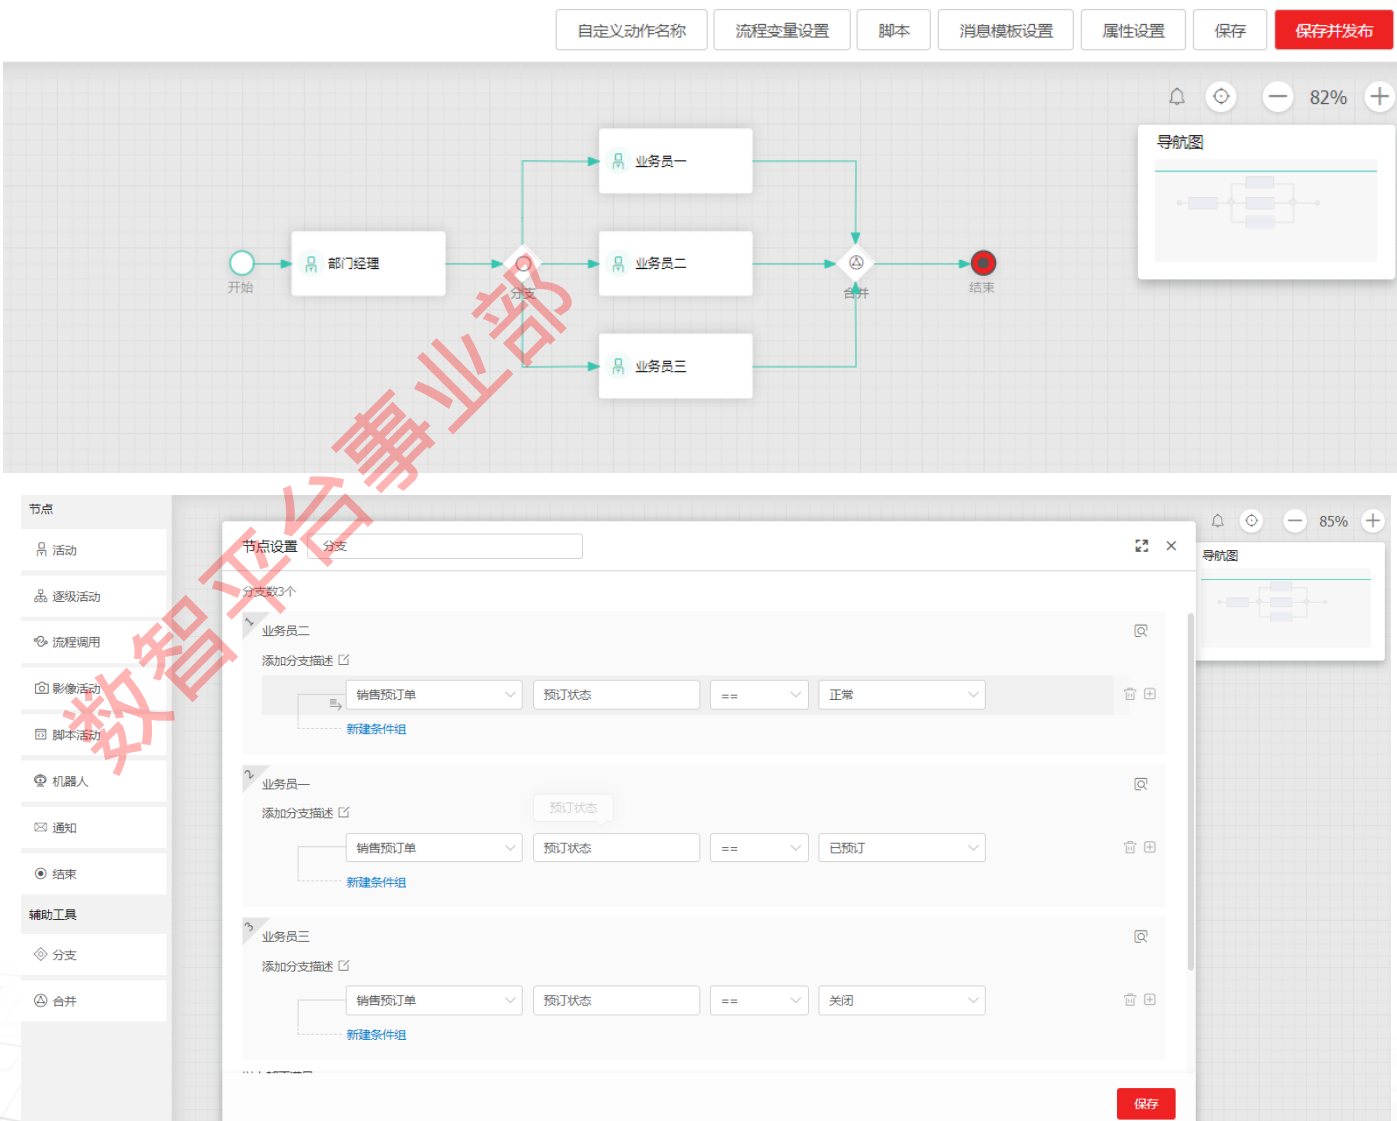 自定义动作名称 流程变量设置 脚本 消息模板设置 属性设置 保存 保存并发布
82%
导航图
业务员一
开始 部门经理 分支 业务员二 合并 结束
业务员三
数智平台事业部
节点
活动
逐级活动
流程调用
影像活动
脚本活动
机器人
通知
结束
辅助工具
分支
合并
85%
导航图
节点设置 分支
分支数3个
1 业务员二
添加分支描述
销售预订单 预订状态 == 正常
新建条件组
2 业务员一
添加分支描述
预订状态
销售预订单 预订状态 == 已预订
新建条件组
3 业务员三
添加分支描述
销售预订单 预订状态 == 关闭
新建条件组
保存